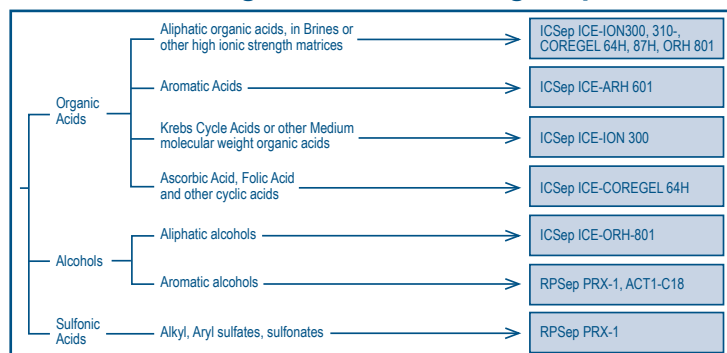 Aliphatic organic acids, in Brines or
other high ionic strength matrices
ICSep ICE-ION300, 310-,
COREGEL 64H, 87H, ORH 801
Aromatic Acids
ICSep ICE-ARH 601
Organic
Acids
Krebs Cycle Acids or other Medium
molecular weight organic acids
ICSep ICE-ION 300
Ascorbic Acid, Folic Acid
and other cyclic acids
ICSep ICE-COREGEL 64H
Aliphatic alcohols
ICSep ICE-ORH-801
Alcohols
Aromatic alcohols
RPSep PRX-1, ACT1-C18
Sulfonic
Acids
Alkyl, Aryl sulfates, sulfonates
RPSep PRX-1